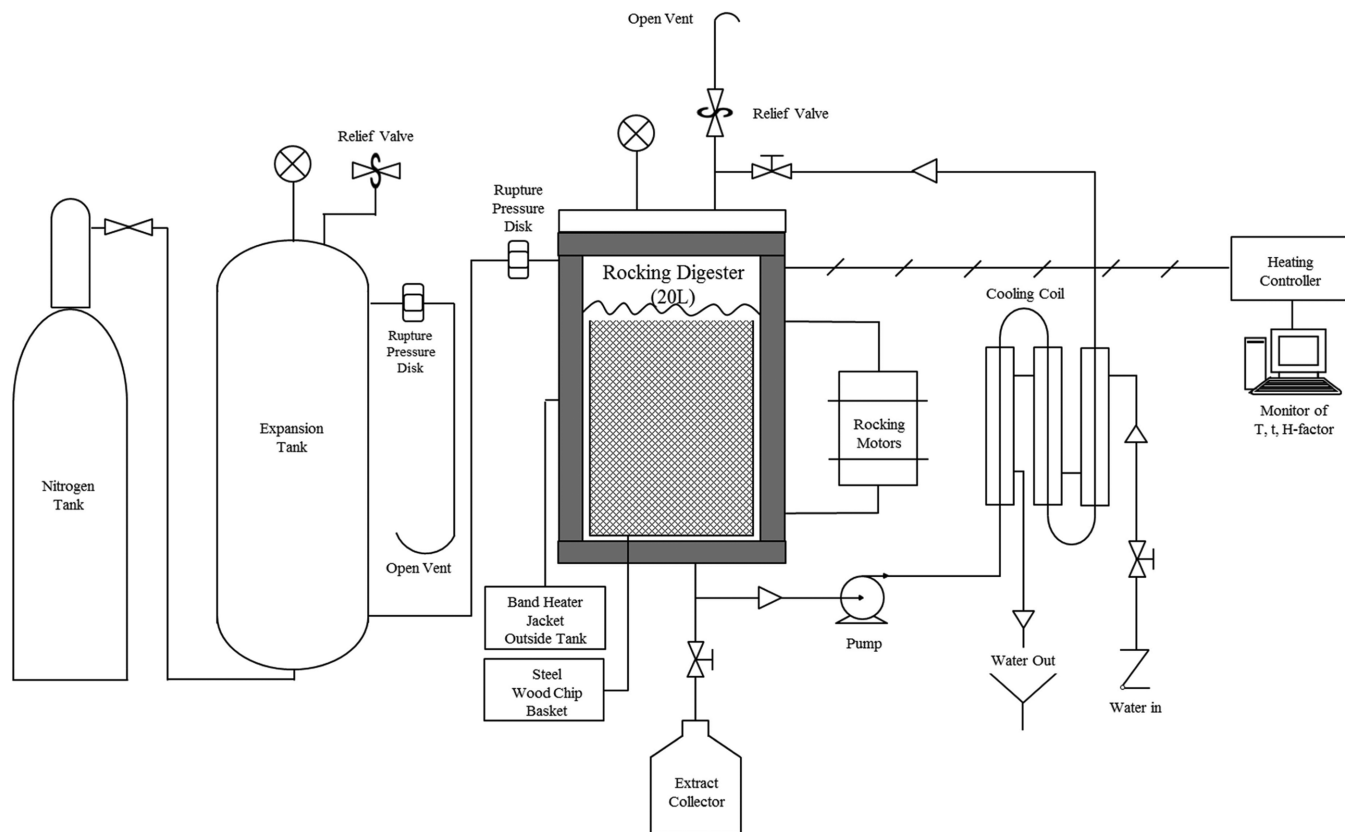 Open Vent
Relief Valve
Relief Valve
Rupture
Pressure
Disk
Rocking Digester
(20L)
Heating
Controller
Cooling Coil
Rupture
Pressure
Disk
Monitor of
T, t, H-factor
Expansion
Tank
Rocking
Motors
Nitrogen
Tank
Open Vent
Band Heater
Jacket
Outside Tank
Pump
Steel
Wood Chip
Basket
Water Out
Water in
Extract
Collector